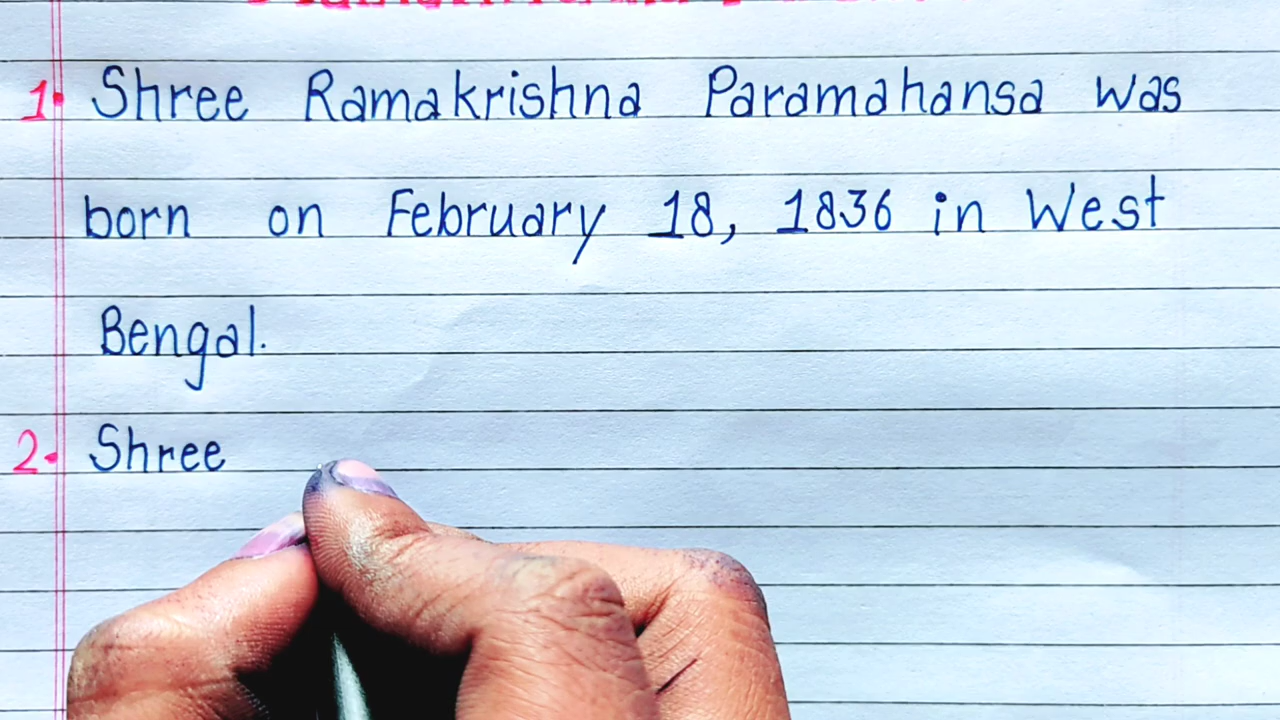 1. Shree Ramakrishna Paramahansa was
born on February 18, 1836 in West
Bengal.
2. Shree